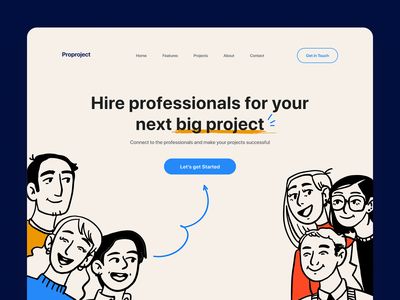 Proproject
Home Features Projects About Contact
Get in Touch
Hire professionals for your
next big project
Connect to the professionals and make your projects successful
Let's get Started